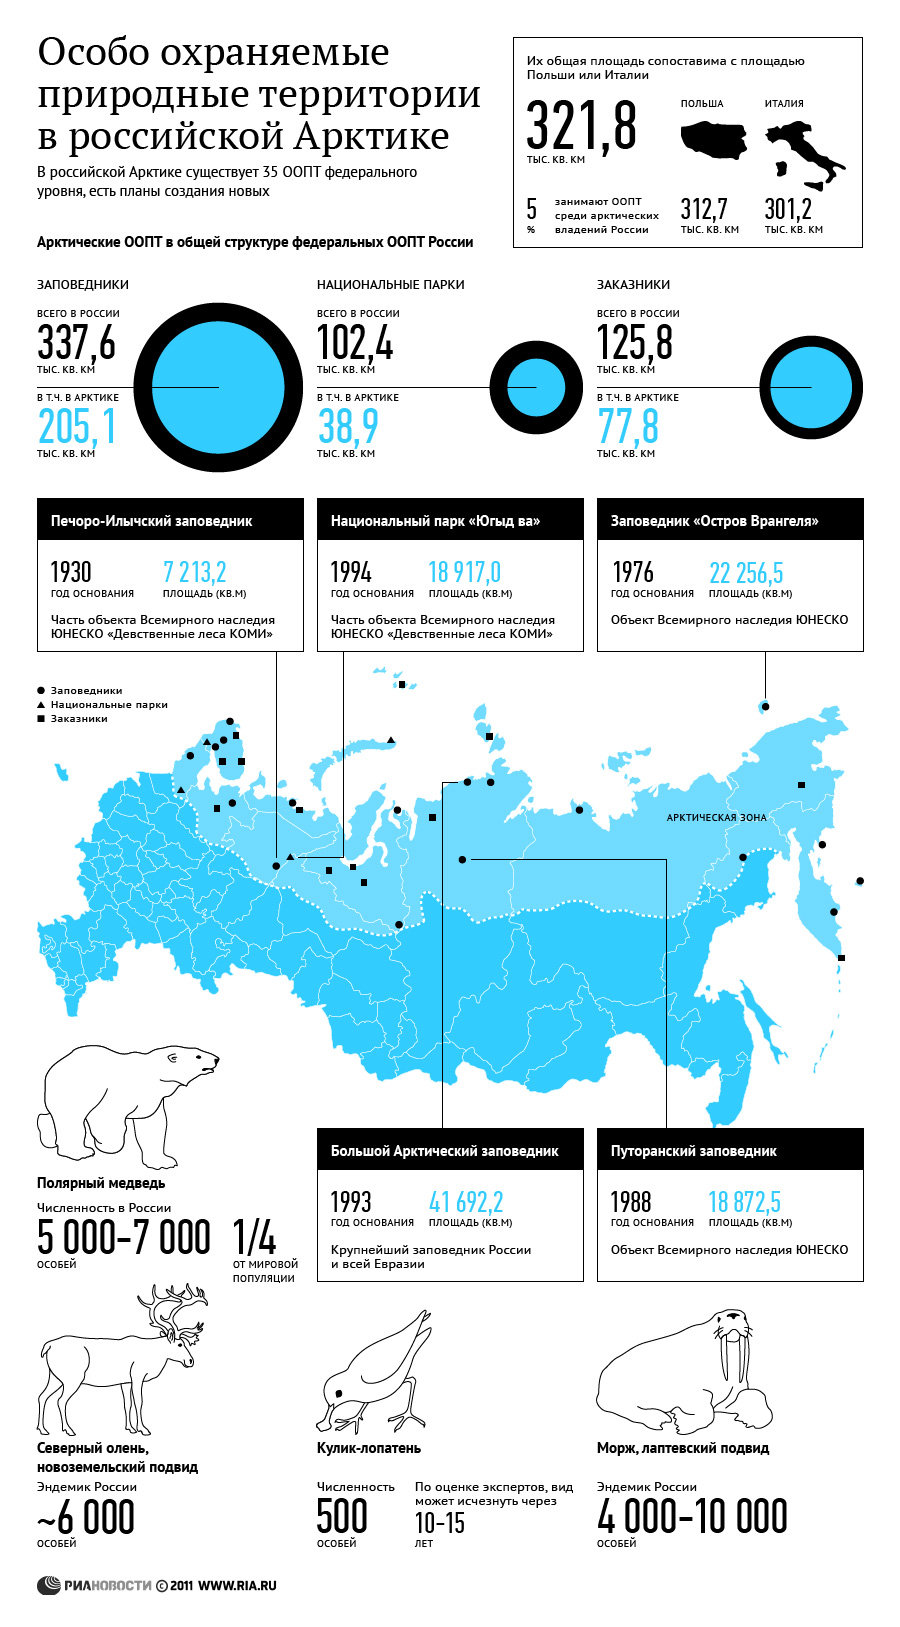 Особо охраняемые
природные территории
в российской Арктике
В российской Арктике существует 35 ООПТ федерального
уровня, есть планы создания новых
Их общая площадь сопоставима с площадью
Польши или Италии
321,8
ТЫС. КВ. КМ
ПОЛЬША
ИТАЛИЯ
5
%
занимают ООПТ
среди арктических
владений России
312,7
ТЫС. КВ. КМ
301,2
ТЫС. КВ. КМ
Арктические ООПТ в общей структуре федеральных ООПТ России
ЗАПОВЕДНИКИ
ВСЕГО В РОССИИ
337,6
ТЫС. КВ. КМ
В Т.Ч. В АРКТИКЕ
205,1
ТЫС. КВ. КМ
НАЦИОНАЛЬНЫЕ ПАРКИ
ВСЕГО В РОССИИ
102,4
ТЫС. КВ. КМ
В Т.Ч. В АРКТИКЕ
38,9
ТЫС. КВ. КМ
ЗАКАЗНИКИ
ВСЕГО В РОССИИ
125,8
ТЫС. КВ. КМ
В Т.Ч. В АРКТИКЕ
77,8
ТЫС. КВ. КМ
Печоро-Илычский заповедник
1930
ГОД ОСНОВАНИЯ
7 213,2
ПЛОЩАДЬ (КВ.М)
Часть объекта Всемирного наследия
ЮНЕСКО «Девственные леса КОМИ»
Национальный парк «Югыд ва»
1994
ГОД ОСНОВАНИЯ
18 917,0
ПЛОЩАДЬ (КВ.М)
Часть объекта Всемирного наследия
ЮНЕСКО «Девственные леса КОМИ»
Заповедник «Остров Врангеля»
1976
ГОД ОСНОВАНИЯ
22 256,5
ПЛОЩАДЬ (КВ.М)
Объект Всемирного наследия ЮНЕСКО
Заповедники
Национальные парки
Заказники
АРКТИЧЕСКАЯ ЗОНА
Большой Арктический заповедник
1993
ГОД ОСНОВАНИЯ
41 692,2
ПЛОЩАДЬ (КВ.М)
Крупнейший заповедник России
и всей Евразии
Путоранский заповедник
1988
ГОД ОСНОВАНИЯ
18 872,5
ПЛОЩАДЬ (КВ.М)
Объект Всемирного наследия ЮНЕСКО
Полярный медведь
Численность в России
5 000–7 000
ОСОБЕЙ
1/4
ОТ МИРОВОЙ
ПОПУЛЯЦИИ
Северный олень,
новоземельский подвид
Эндемик России
~6 000
ОСОБЕЙ
Кулик-лопатень
Численность
500
ОСОБЕЙ
По оценке экспертов, вид
может исчезнуть через
10–15
ЛЕТ
Морж, лаптевский подвид
Эндемик России
4 000–10 000
ОСОБЕЙ
РИАНОВОСТИ © 2011 WWW.RIA.RU